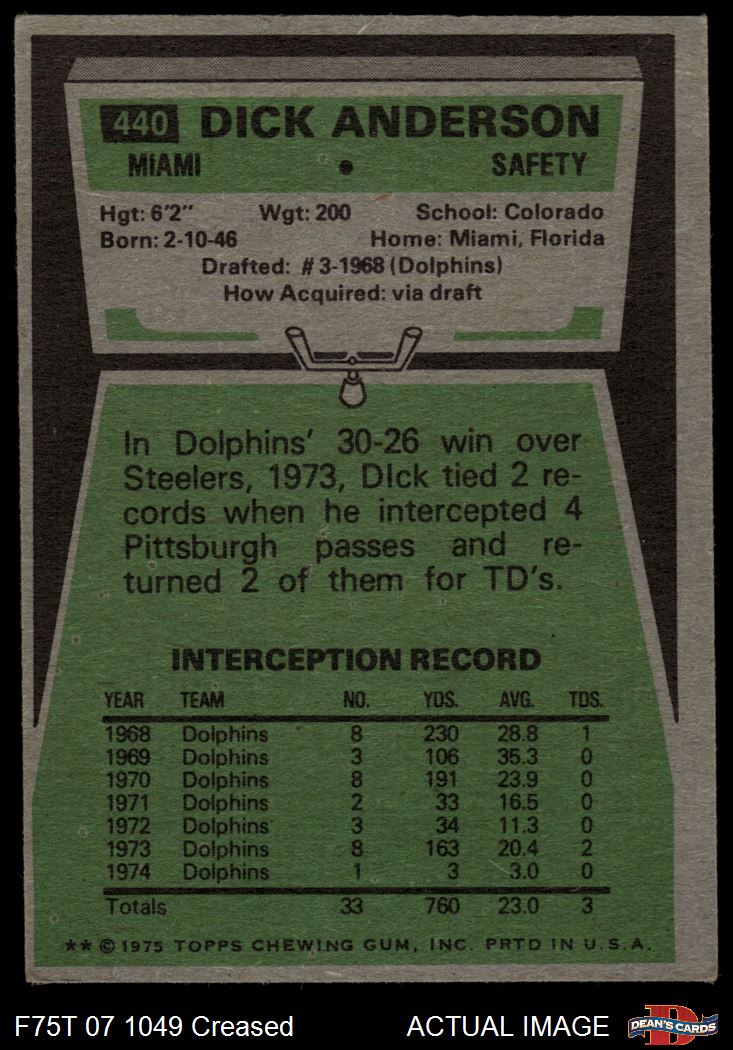 440 DICK ANDERSON
MIAMI • SAFETY
Hgt: 6'2" Wgt: 200 School: Colorado
Born: 2-10-46 Home: Miami, Florida
Drafted: #3-1968 (Dolphins)
How Acquired: via draft
In Dolphins' 30-26 win over
Steelers, 1973, DIck tied 2 re-
cords when he intercepted 4
Pittsburgh passes and re-
turned 2 of them for TD's.
INTERCEPTION RECORD
YEAR TEAM NO. YDS. AVG. TDS.
1968 Dolphins 8 230 28.8 1
1969 Dolphins 3 106 35.3 0
1970 Dolphins 8 191 23.9 0
1971 Dolphins 2 33 16.5 0
1972 Dolphins 3 34 11.3 0
1973 Dolphins 8 163 20.4 2
1974 Dolphins 1 3 3.0 0
Totals 33 760 23.0 3
** © 1975 TOPPS CHEWING GUM, INC. PRTD IN U.S.A.
F75T 07 1049 Creased ACTUAL IMAGE D DEAN'S CARDS